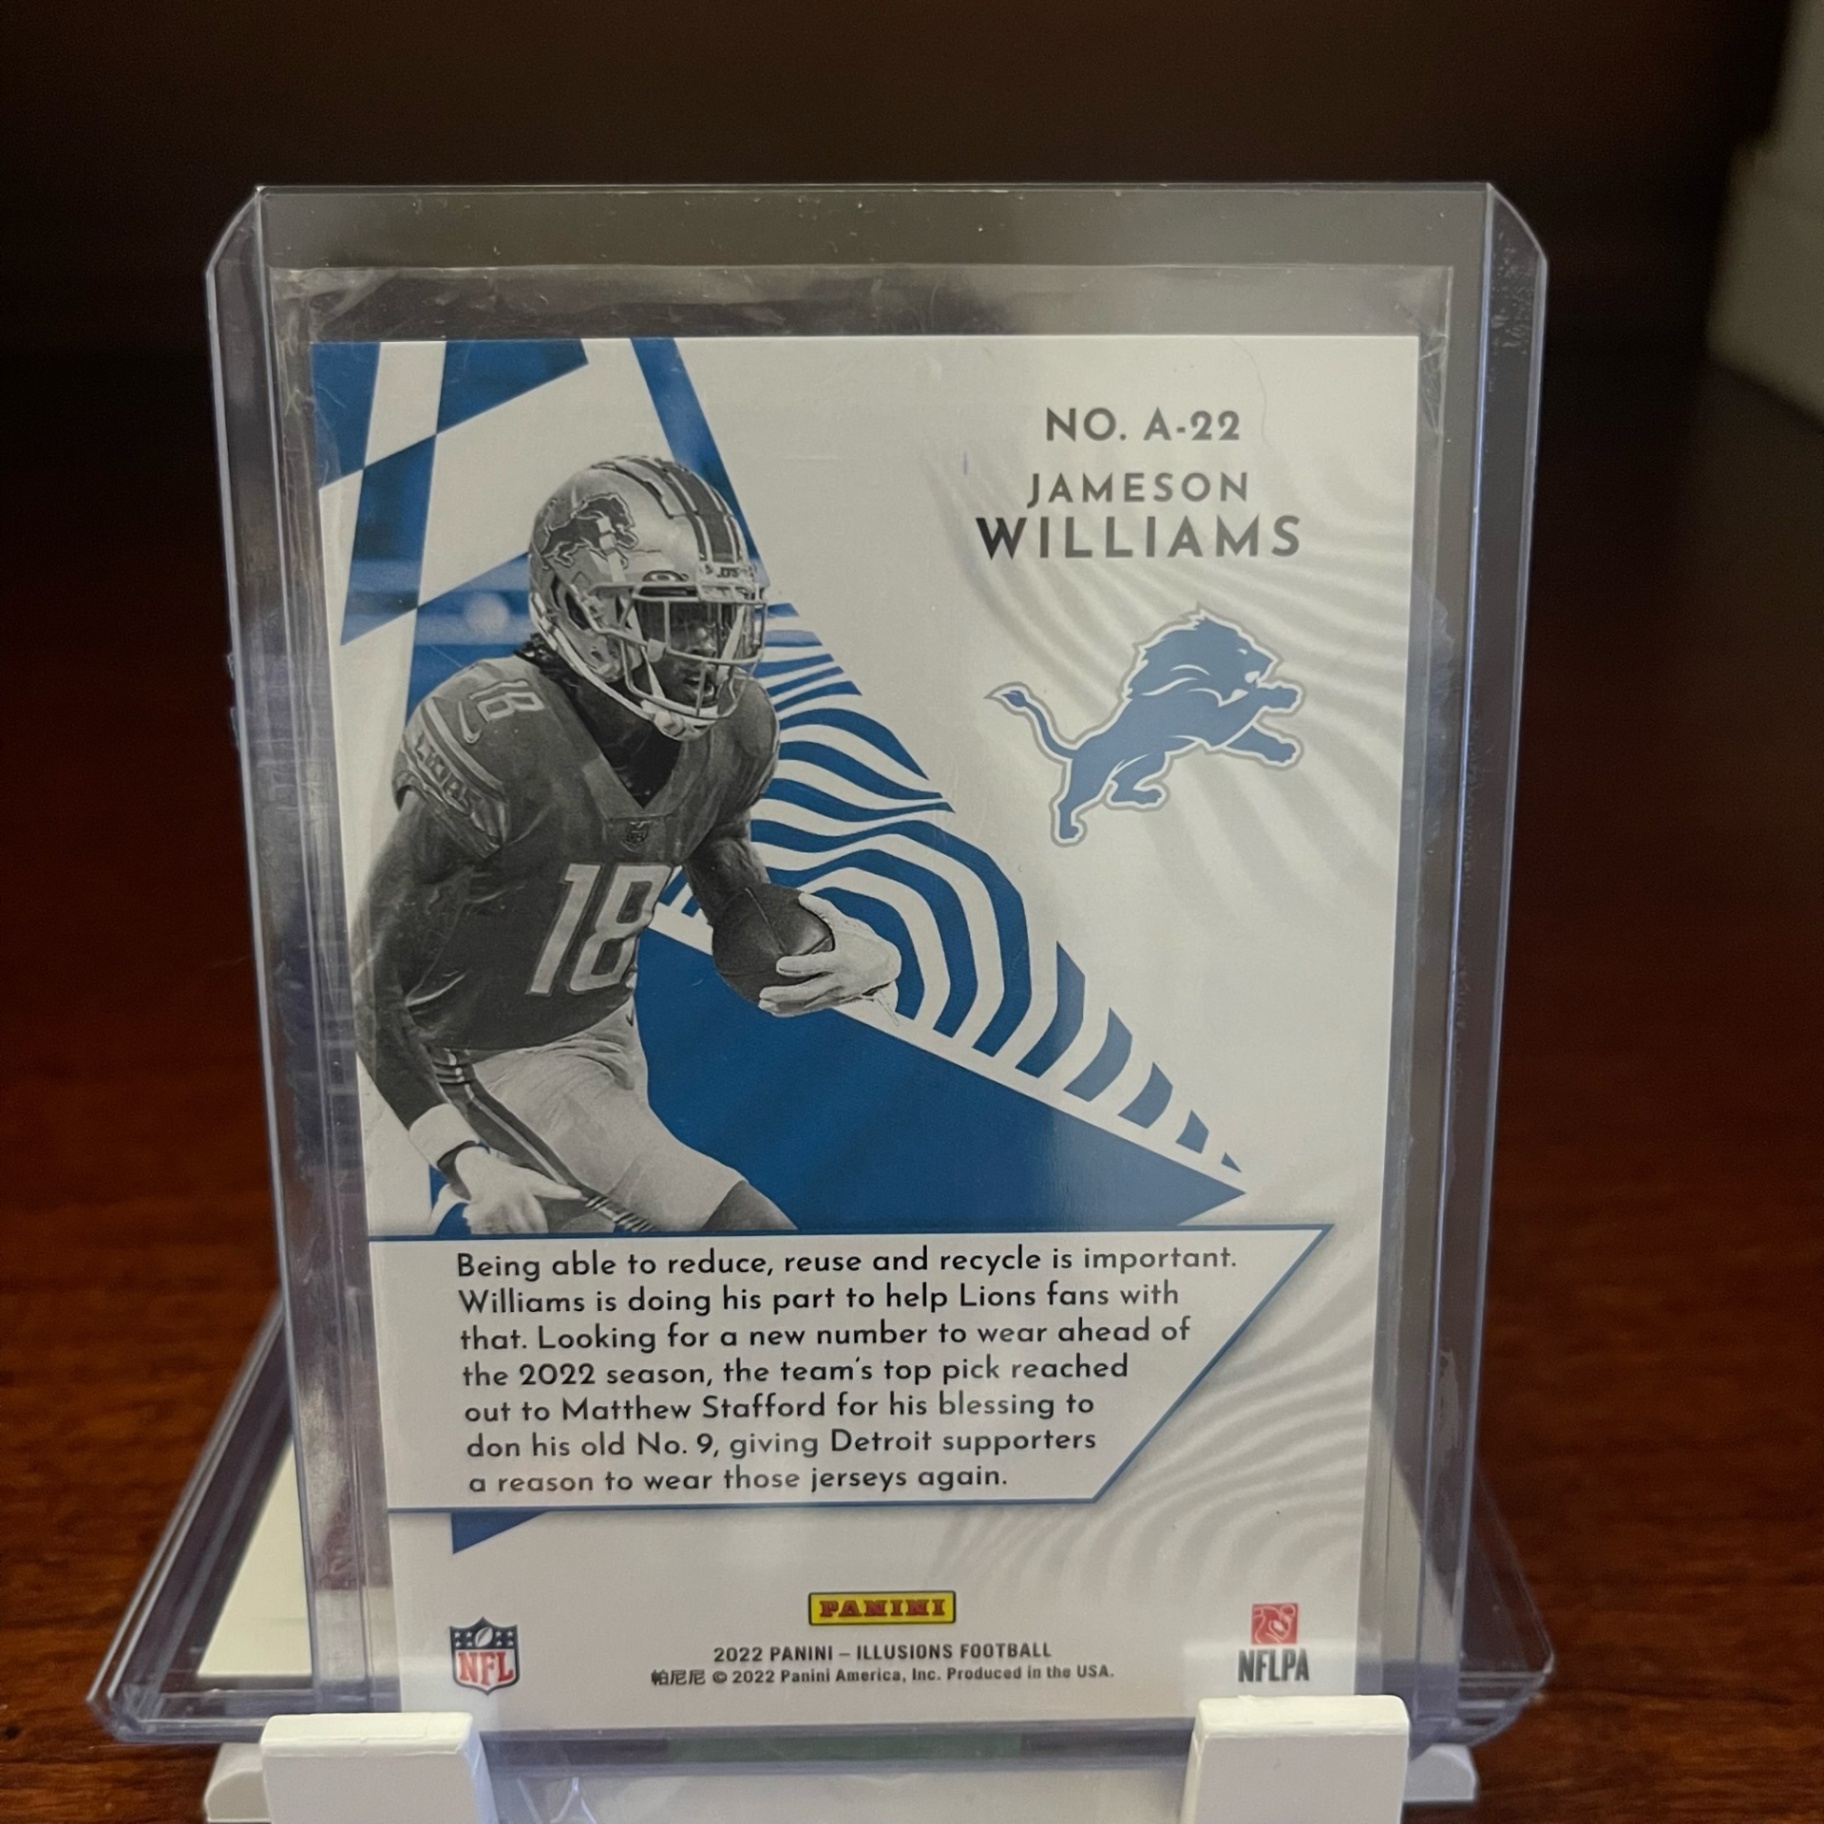 NO. A-22
JAMESON
WILLIAMS
18
LIONS
18
Being able to reduce, reuse and recycle is important.
Williams is doing his part to help Lions fans with
that. Looking for a new number to wear ahead of
the 2022 season, the team's top pick reached
out to Matthew Stafford for his blessing to
don his old No. 9, giving Detroit supporters
a reason to wear those jerseys again.
PANINI
NFL
2022 PANINI – ILLUSIONS FOOTBALL
帕尼尼 © 2022 Panini America, Inc. Produced in the USA.
NFLPA